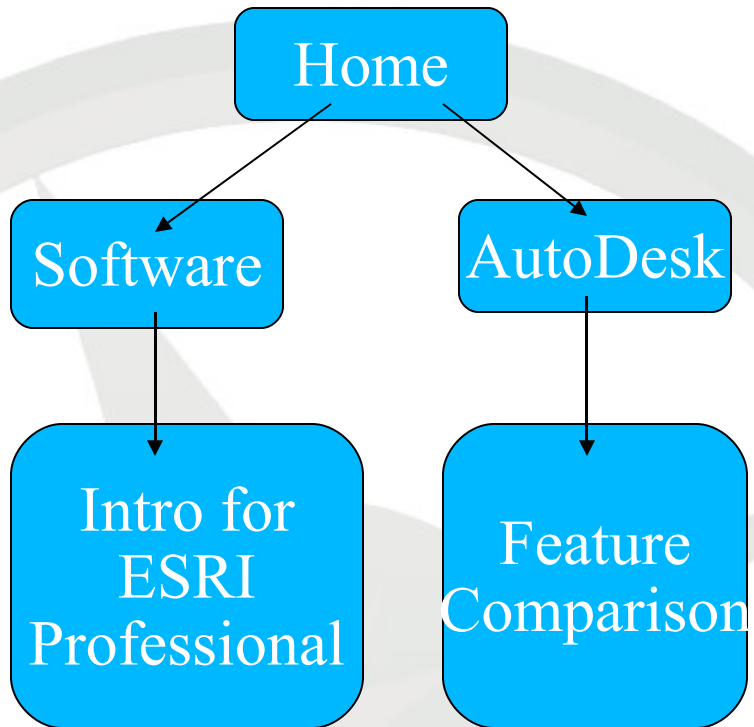 Home
Software
AutoDesk
Intro for
ESRI
Professional
Feature
Comparison